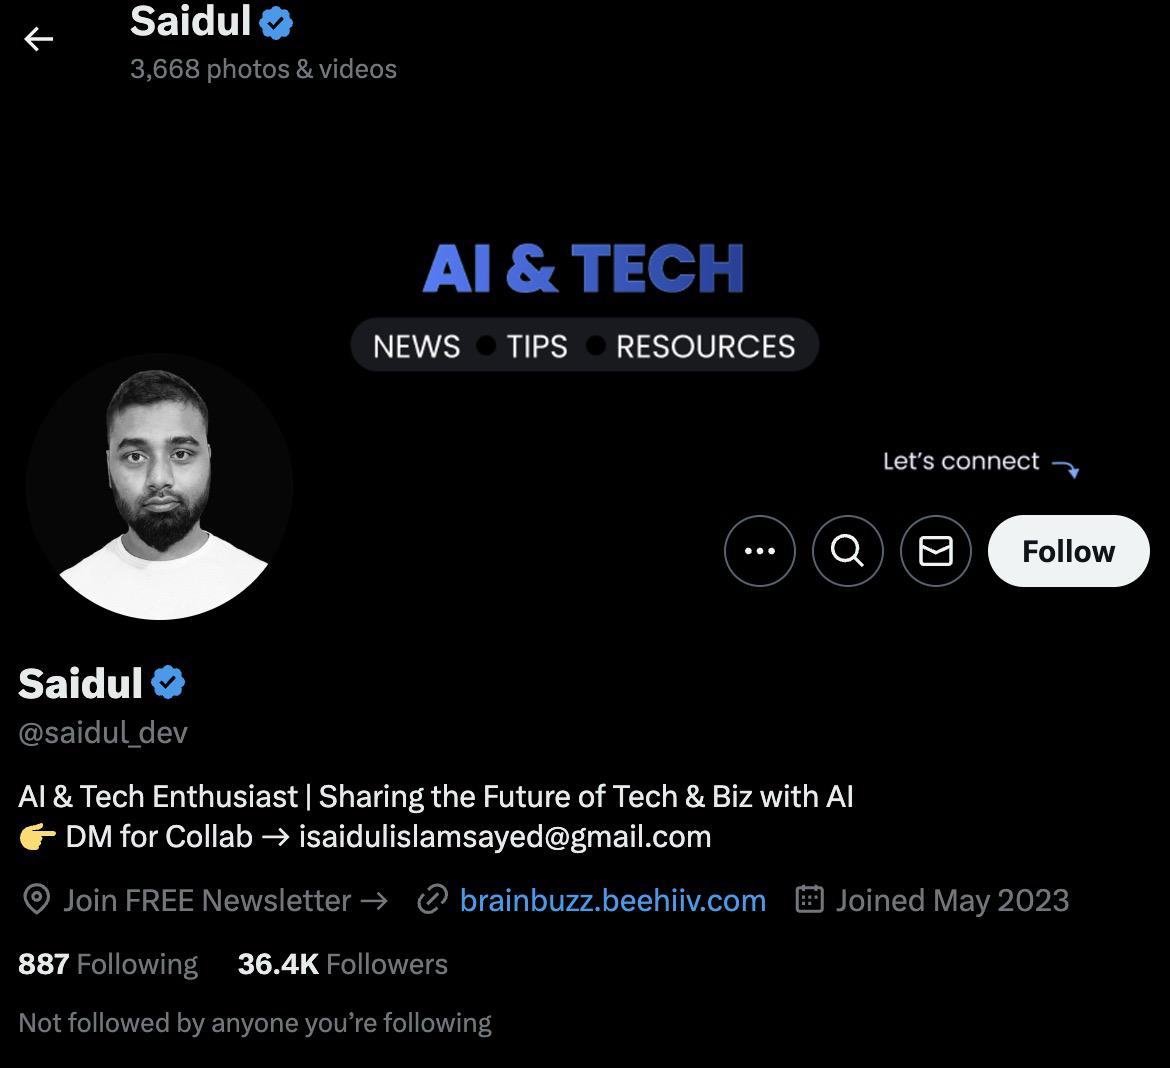 Saidul
3,668 photos & videos
AI & TECH
NEWS • TIPS • RESOURCES
Let's connect
Follow
Saidul
@saidul_dev
AI & Tech Enthusiast | Sharing the Future of Tech & Biz with AI
👉 DM for Collab → isaidulislamsayed@gmail.com
Join FREE Newsletter → brainbuzz.beehiiv.com Joined May 2023
887 Following 36.4K Followers
Not followed by anyone you’re following